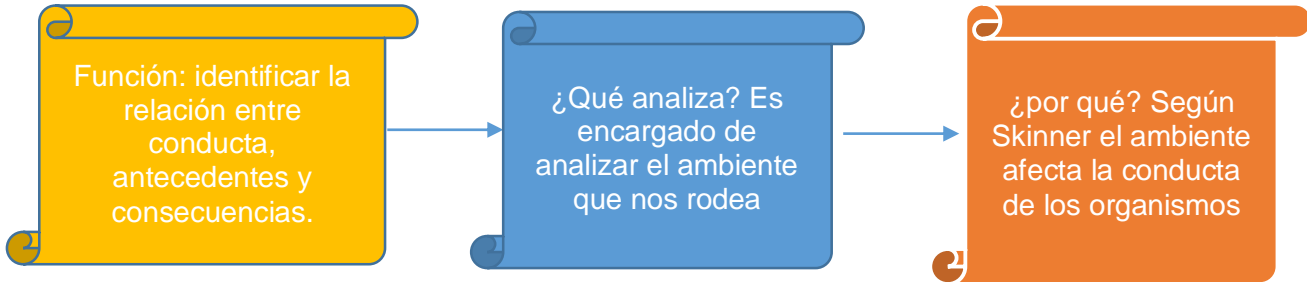 Función: identificar la
relación entre
conducta,
antecedentes y
consecuencias.
¿Qué analiza? Es
encargado de
analizar el ambiente
que nos rodea
¿por qué? Según
Skinner el ambiente
afecta la conducta
de los organismos